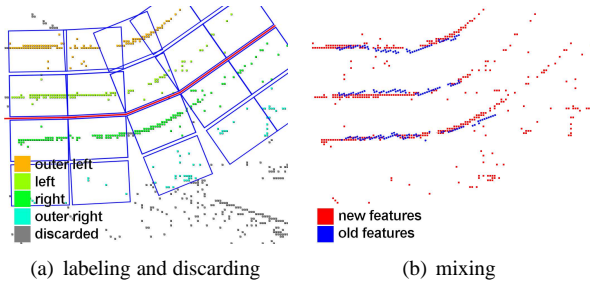 outer left
left
right
outer right
discarded
new features
old features
(a) labeling and discarding
(b) mixing